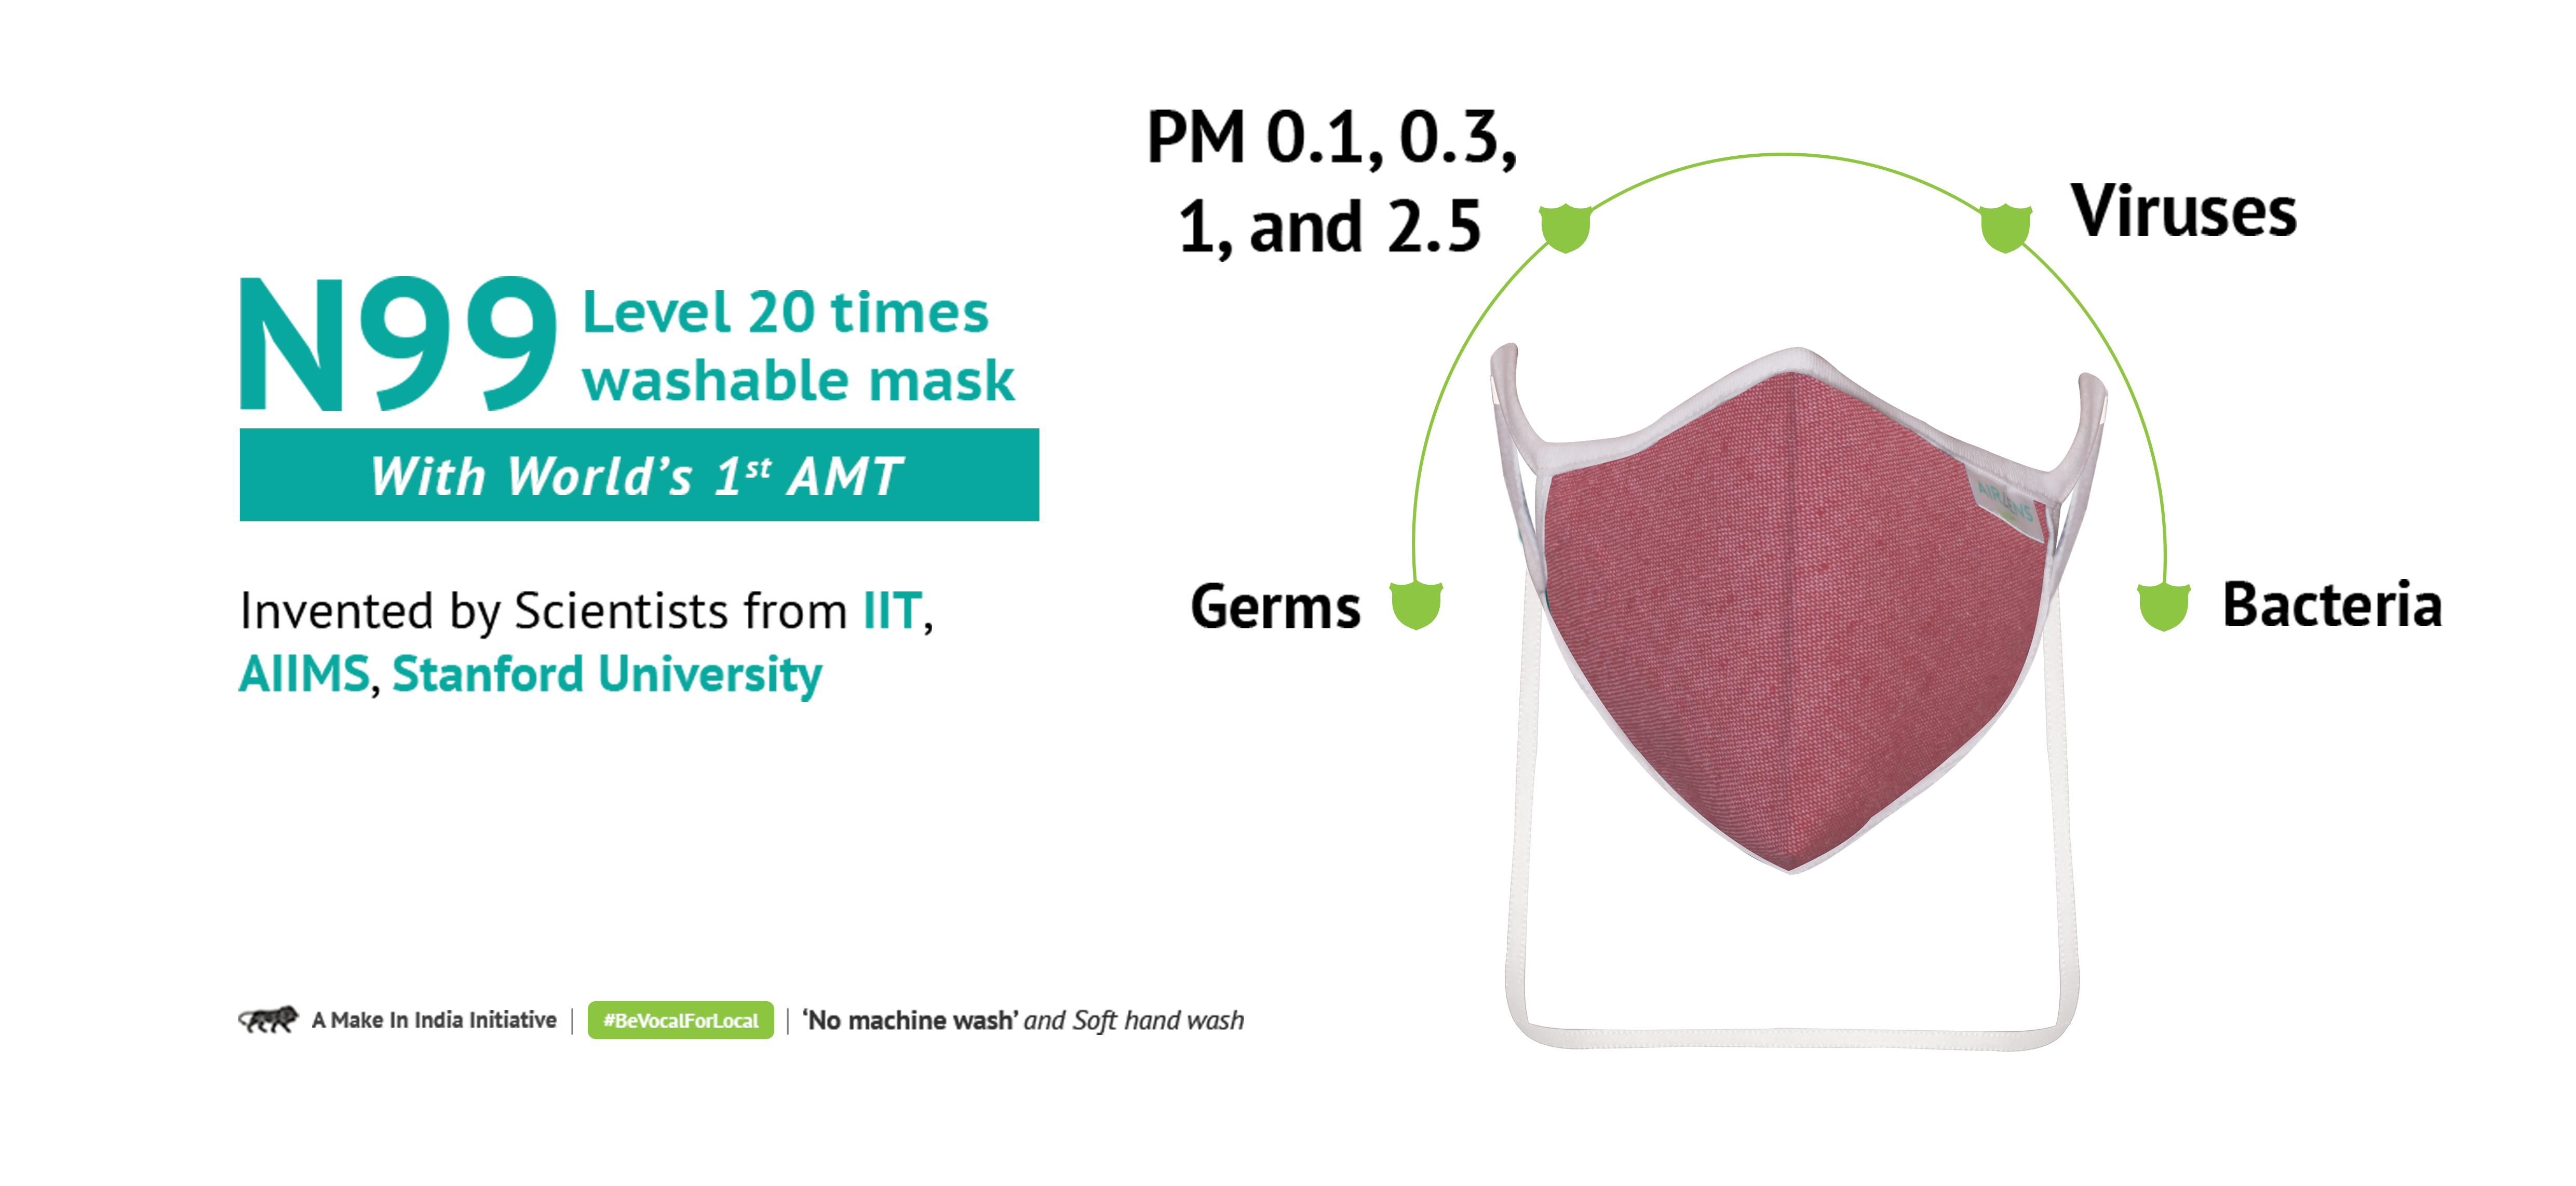 N99 Level 20 times
washable mask
With World's 1st AMT
Invented by Scientists from IIT,
AIIMS, Stanford University
PM 0.1, 0.3,
1, and 2.5
Viruses
Germs
Bacteria
AIRLENS
A Make In India Initiative | #BeVocalForLocal | ‘No machine wash’ and Soft hand wash